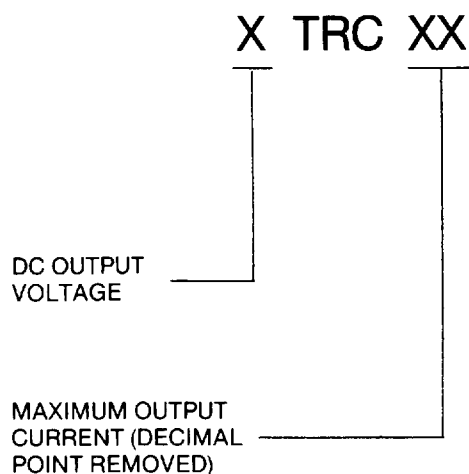 X TRC XX
DC OUTPUT
VOLTAGE
MAXIMUM OUTPUT
CURRENT (DECIMAL
POINT REMOVED)